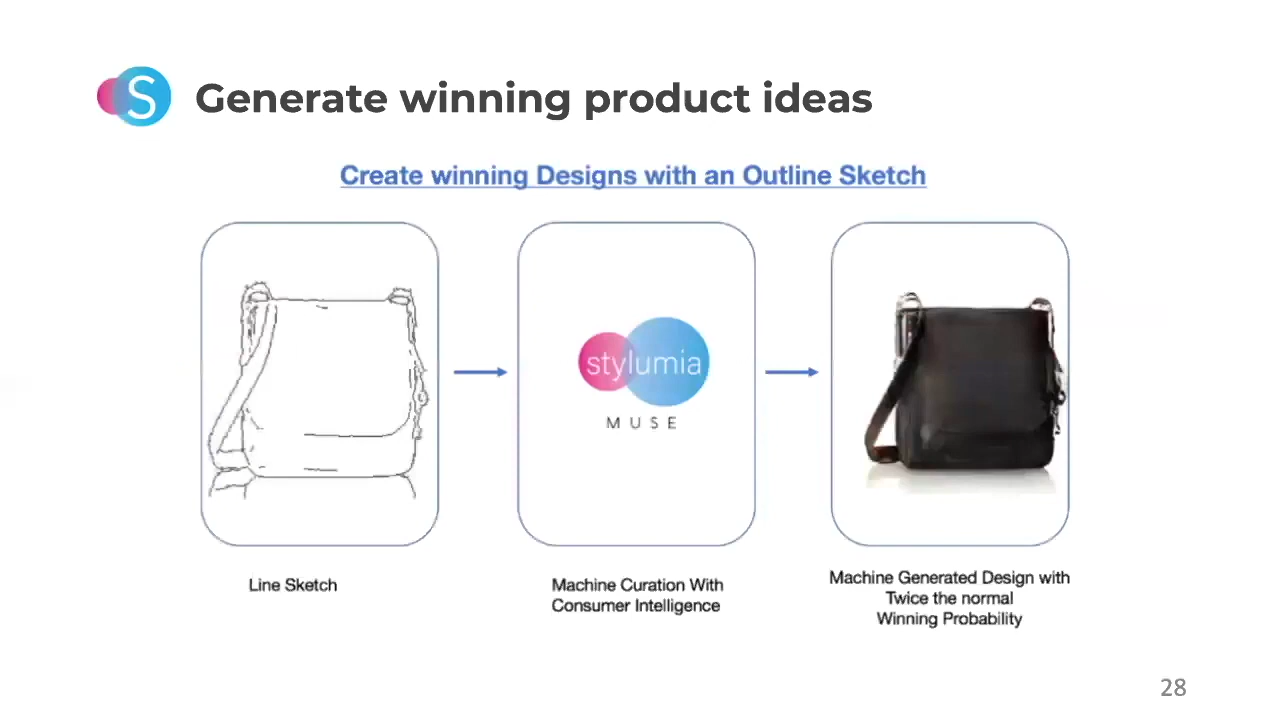 S
Generate winning product ideas
Create winning Designs with an Outline Sketch
stylumia
MUSE
Line Sketch
Machine Curation With
Consumer Intelligence
Machine Generated Design with
Twice the normal
Winning Probability
28